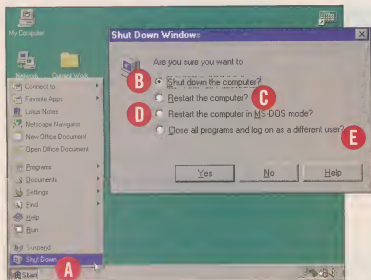 My Computer
Network
Current Work
Connect to
Favorite Apps
Lotus Notes
Netscape Navigator
New Office Document
Open Office Document
Programs
Documents
Settings
Find
Help
Run
Suspend
Shut Down
A
Start
Shut Down Windows
Are you sure you want to
B
Shut down the computer?
Restart the computer?
C
D
Restart the computer in MS-DOS mode?
Close all programs and log on as a different user?
E
Yes
No
Help